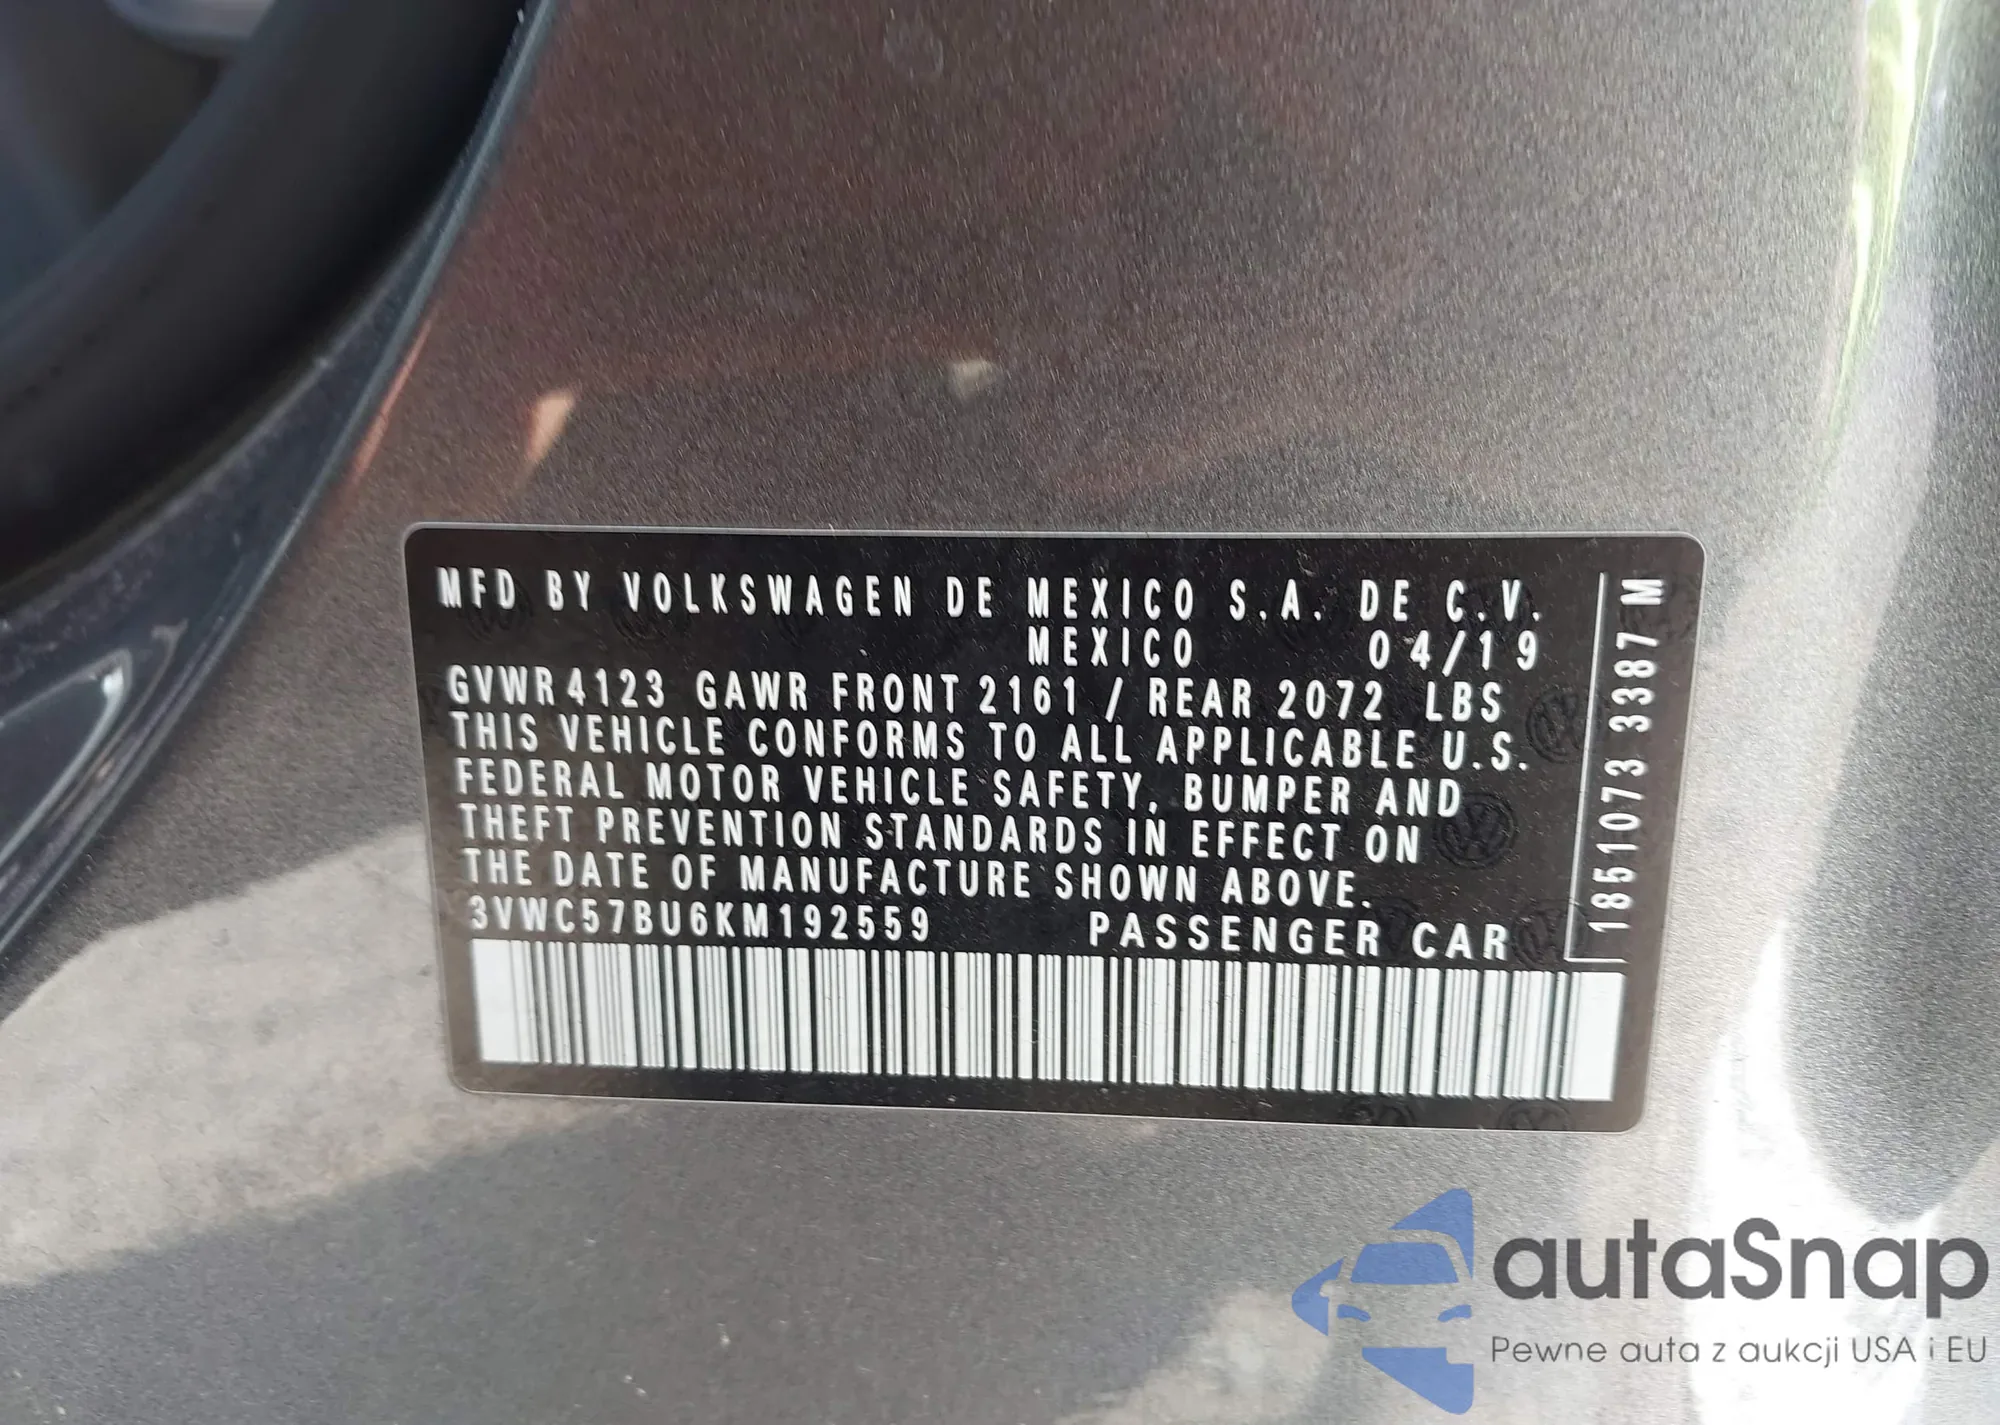 MFD BY VOLKSWAGEN DE MEXICO S.A. DE C.V.
MEXICO 04/19
GVWR 4123 GAWR FRONT 2161 / REAR 2072 LBS
THIS VEHICLE CONFORMS TO ALL APPLICABLE U.S.
FEDERAL MOTOR VEHICLE SAFETY, BUMPER AND
THEFT PREVENTION STANDARDS IN EFFECT ON
THE DATE OF MANUFACTURE SHOWN ABOVE.
3VWC57BU6KM192559 PASSENGER CAR
1851073 3387 M
autaSnap
Pewne auta z aukcji USA i EU